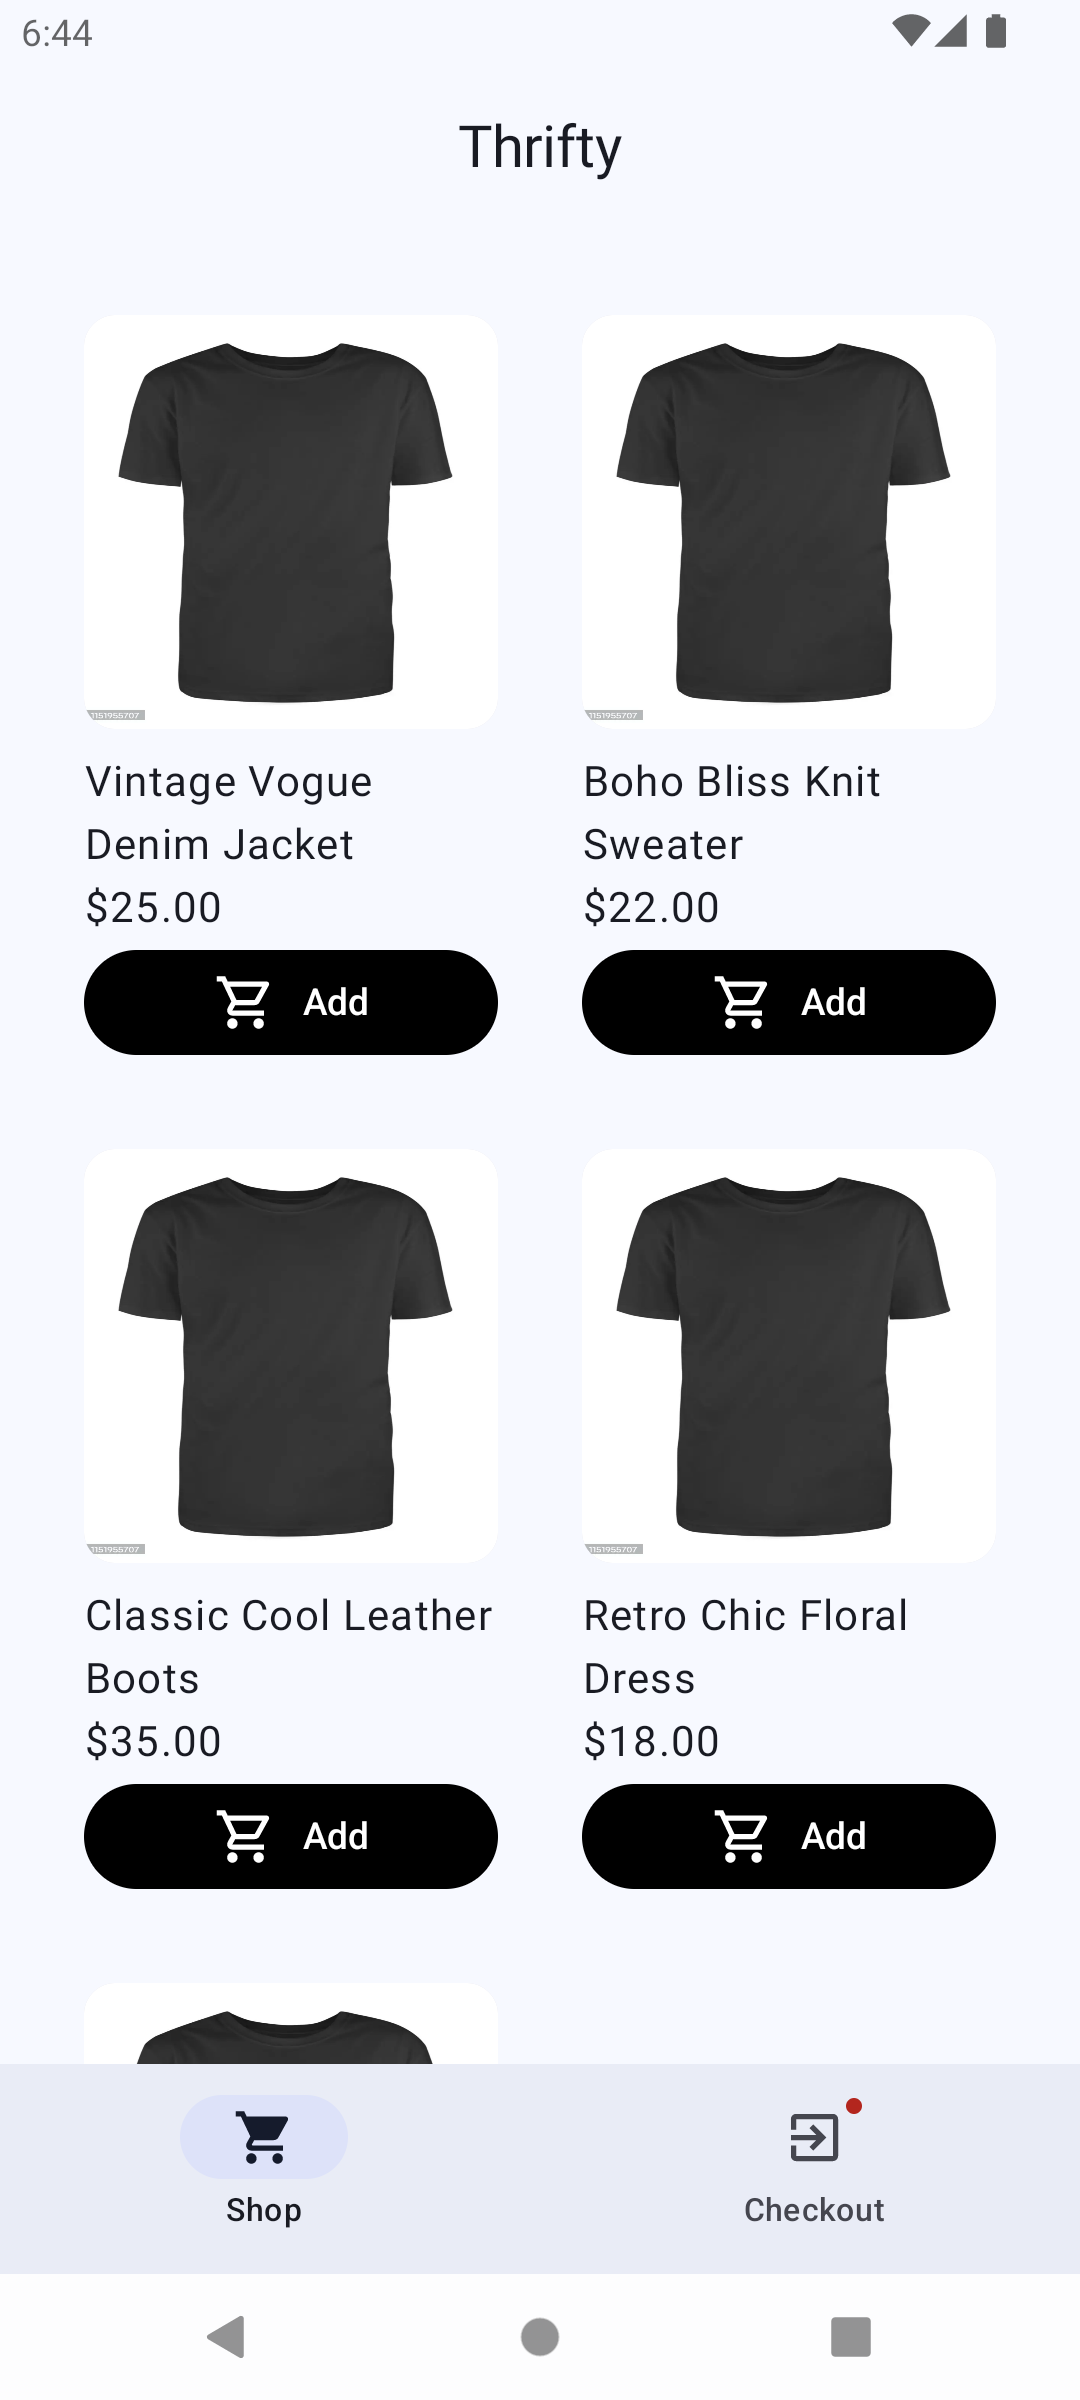 6:44
Thrifty
1151955707
1151955707
Vintage Vogue
Denim Jacket
$25.00
Add
Boho Bliss Knit
Sweater
$22.00
Add
1151955707
1151955707
Classic Cool Leather
Boots
$35.00
Add
Retro Chic Floral
Dress
$18.00
Add
Shop
Checkout